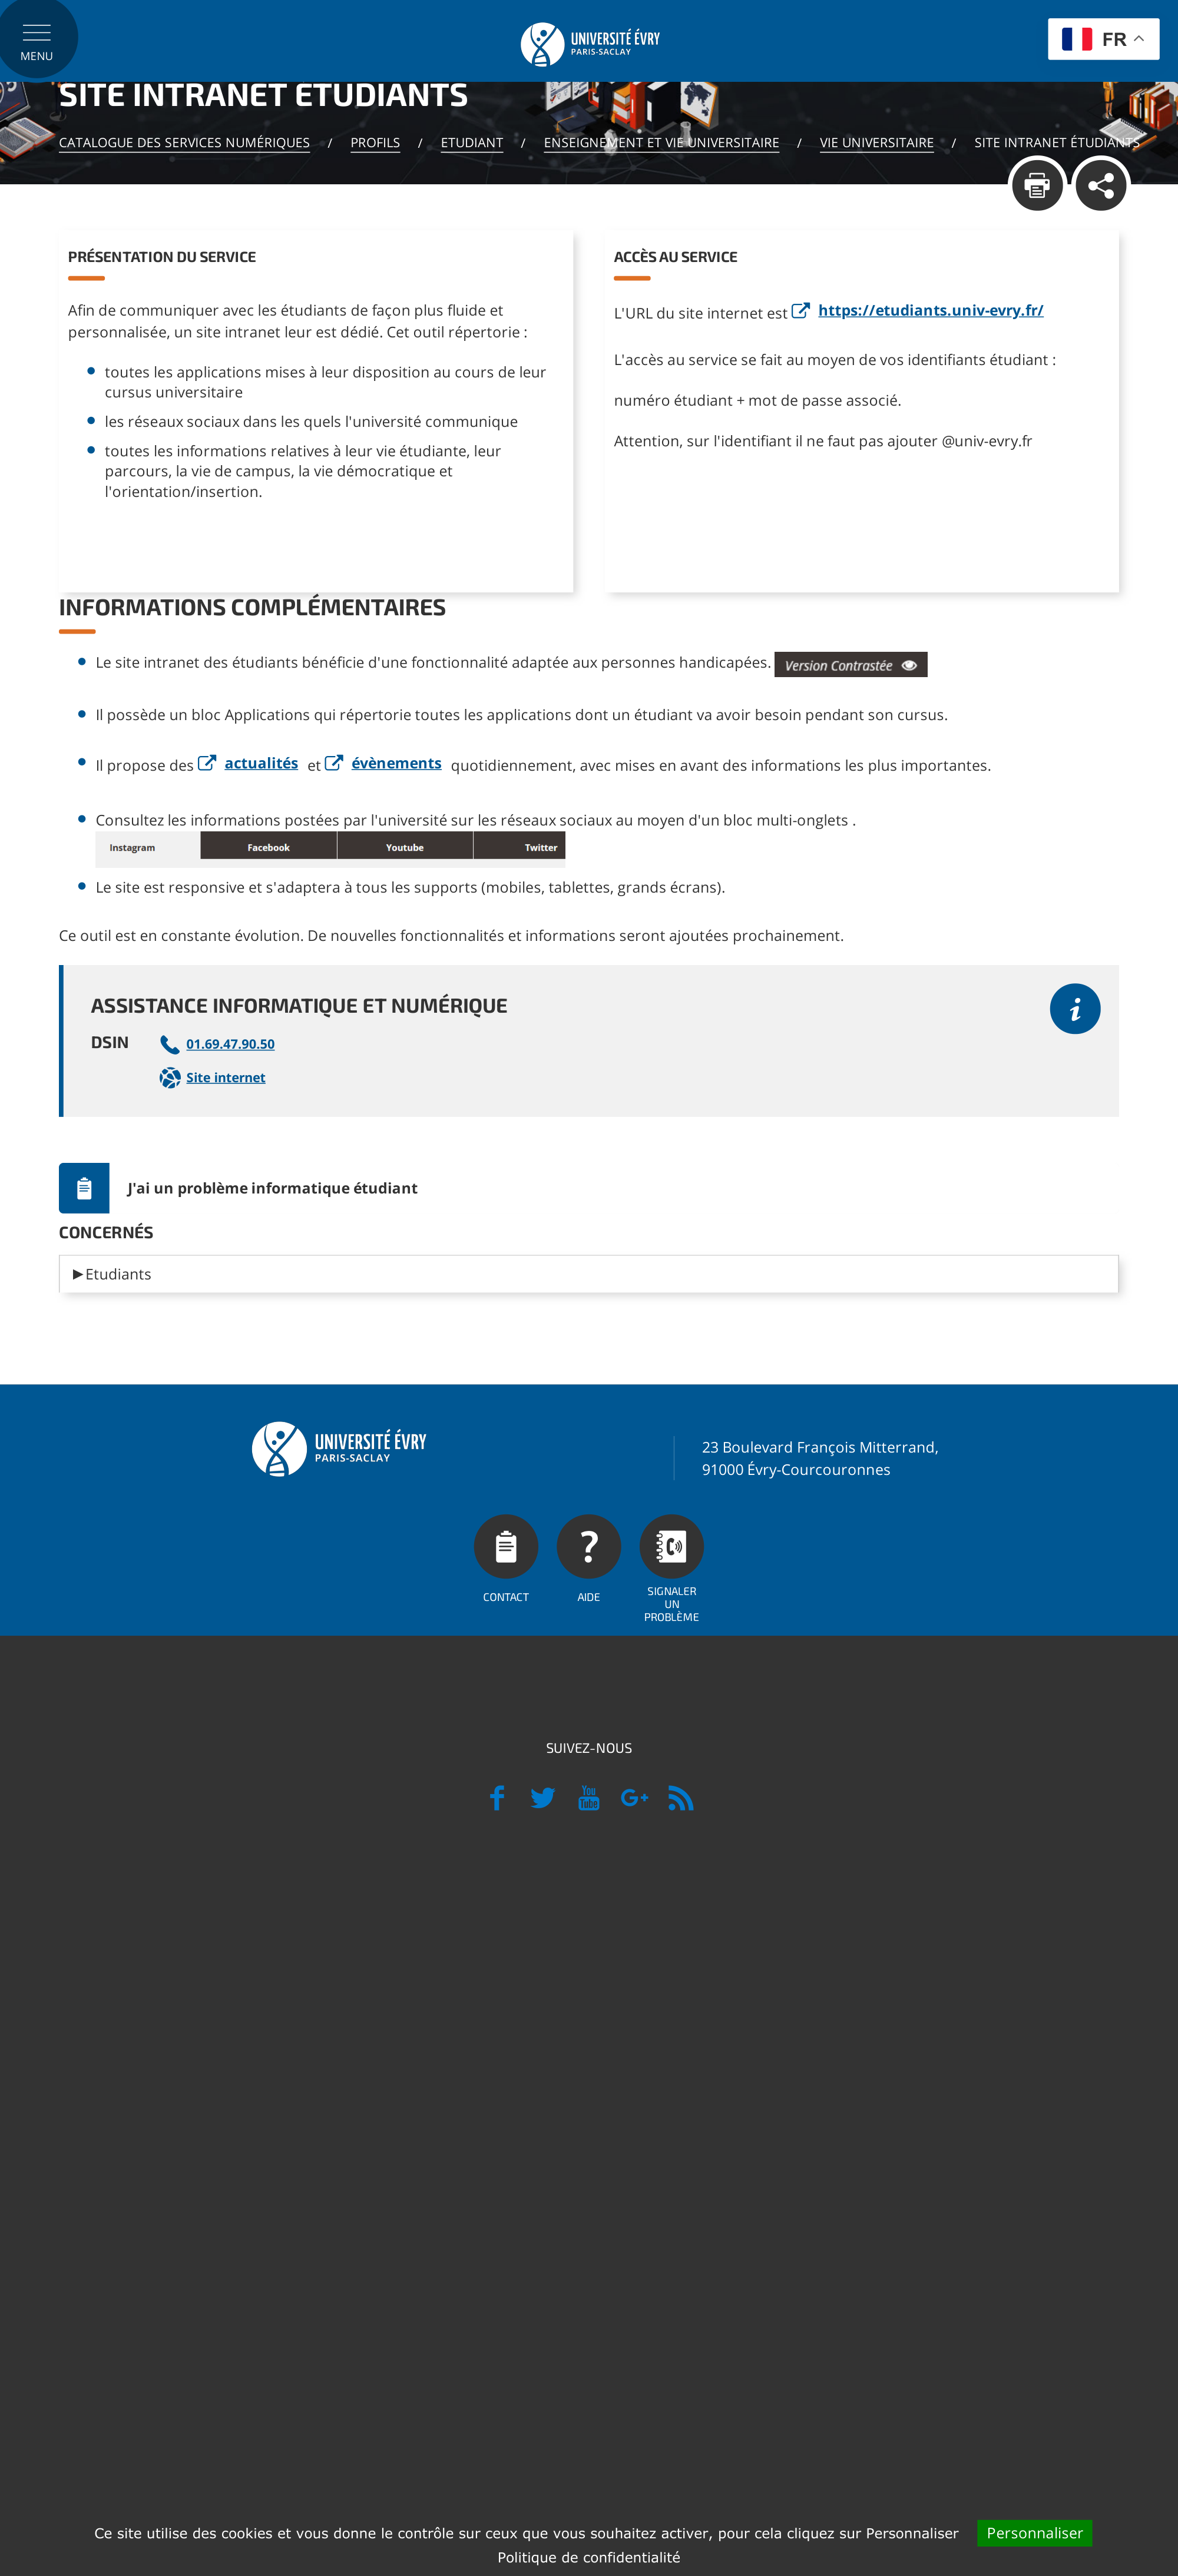 MENU
UNIVERSITÉ ÉVRY
PARIS-SACLAY
FR
SITE INTRANET ÉTUDIANTS
CATALOGUE DES SERVICES NUMÉRIQUES / PROFILS / ETUDIANT / ENSEIGNEMENT ET VIE UNIVERSITAIRE / VIE UNIVERSITAIRE / SITE INTRANET ÉTUDIANTS
PRÉSENTATION DU SERVICE
Afin de communiquer avec les étudiants de façon plus fluide et
personnalisée, un site intranet leur est dédié. Cet outil répertorie :
toutes les applications mises à leur disposition au cours de leur
cursus universitaire
les réseaux sociaux dans les quels l'université communique
toutes les informations relatives à leur vie étudiante, leur
parcours, la vie de campus, la vie démocratique et
l'orientation/insertion.
ACCÈS AU SERVICE
L'URL du site internet est https://etudiants.univ-evry.fr/
L'accès au service se fait au moyen de vos identifiants étudiant :
numéro étudiant + mot de passe associé.
Attention, sur l'identifiant il ne faut pas ajouter @univ-evry.fr
INFORMATIONS COMPLÉMENTAIRES
Le site intranet des étudiants bénéficie d'une fonctionnalité adaptée aux personnes handicapées. Version Contrastée
Il possède un bloc Applications qui répertorie toutes les applications dont un étudiant va avoir besoin pendant son cursus.
Il propose des actualités et évènements quotidiennement, avec mises en avant des informations les plus importantes.
Consultez les informations postées par l'université sur les réseaux sociaux au moyen d'un bloc multi-onglets .
Instagram Facebook Youtube Twitter
Le site est responsive et s'adaptera à tous les supports (mobiles, tablettes, grands écrans).
Ce outil est en constante évolution. De nouvelles fonctionnalités et informations seront ajoutées prochainement.
ASSISTANCE INFORMATIQUE ET NUMÉRIQUE
DSIN 01.69.47.90.50
Site internet
J'ai un problème informatique étudiant
CONCERNÉS
Etudiants
UNIVERSITÉ ÉVRY
PARIS-SACLAY
23 Boulevard François Mitterrand,
91000 Évry-Courcouronnes
CONTACT
AIDE
SIGNALER
UN
PROBLÈME
SUIVEZ-NOUS
You
Tube
G+
Ce site utilise des cookies et vous donne le contrôle sur ceux que vous souhaitez activer, pour cela cliquez sur Personnaliser Personnaliser
Politique de confidentialité